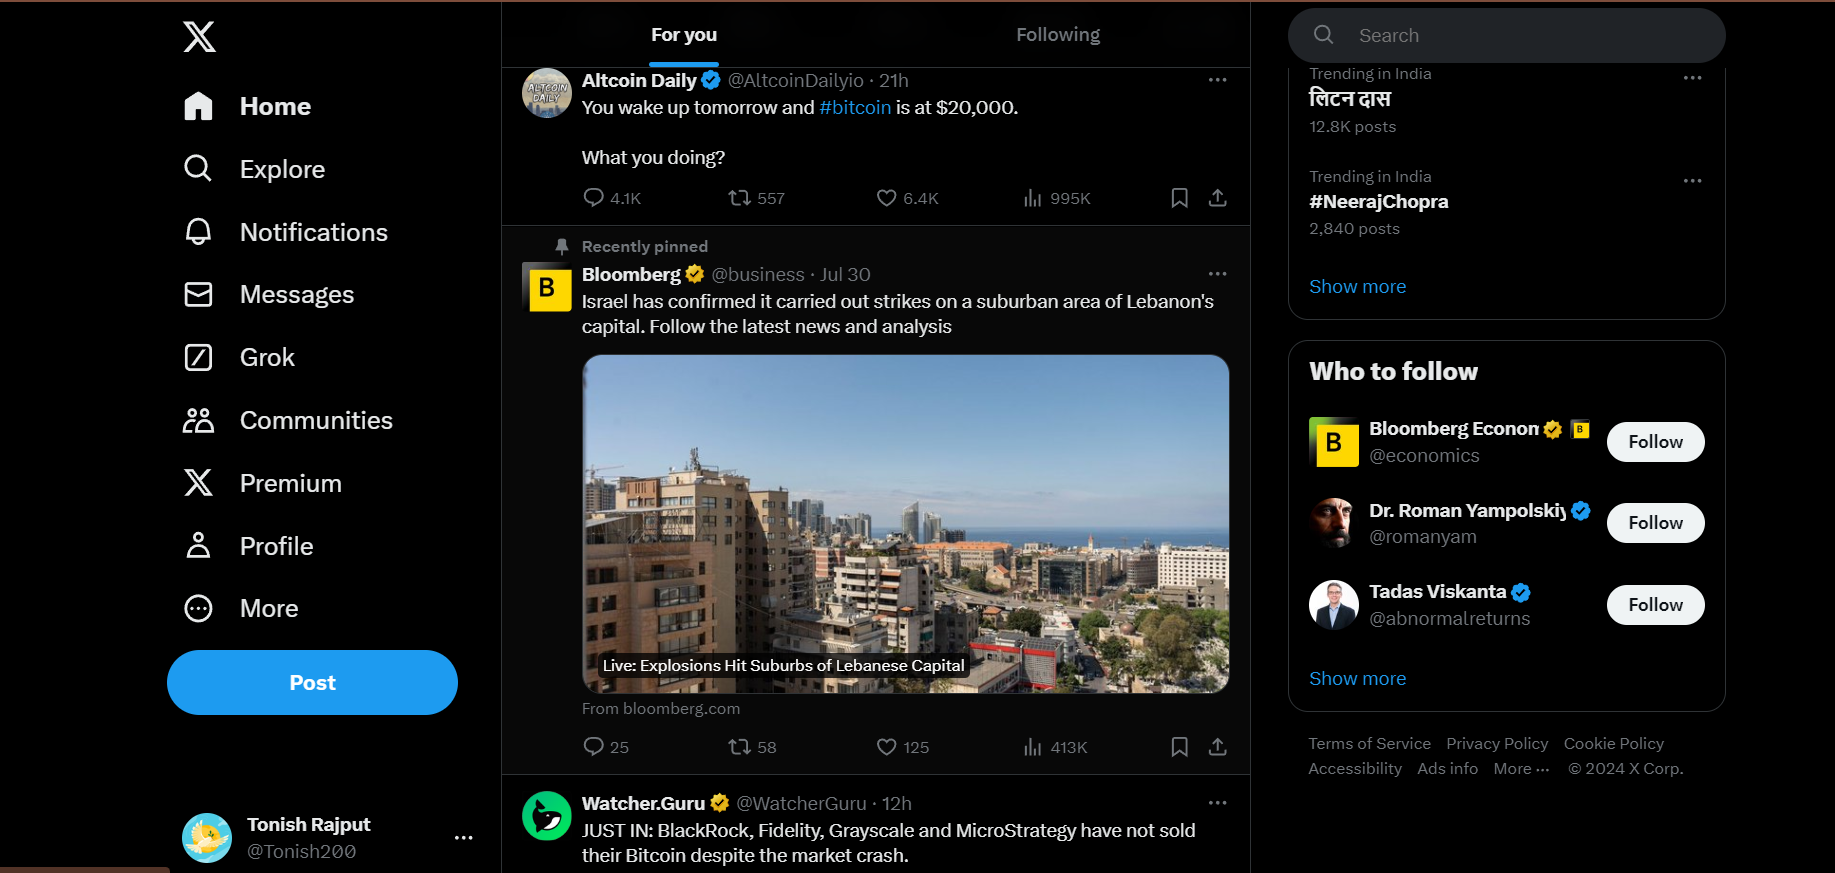 Home
Explore
Notifications
Messages
Grok
Communities
Premium
Profile
More
Post
Tonish Rajput
@Tonish200
For you
Following
ALTCOIN
DAILY
Altcoin Daily @AltcoinDailyio · 21h
You wake up tomorrow and #bitcoin is at $20,000.
What you doing?
4.1K 557 6.4K 995K
Recently pinned
B
Bloomberg @business · Jul 30
Israel has confirmed it carried out strikes on a suburban area of Lebanon's
capital. Follow the latest news and analysis
Live: Explosions Hit Suburbs of Lebanese Capital
From bloomberg.com
25 58 125 413K
Watcher.Guru @WatcherGuru · 12h
JUST IN: BlackRock, Fidelity, Grayscale and MicroStrategy have not sold
their Bitcoin despite the market crash.
Search
Trending in India
लिटन दास
12.8K posts
Trending in India
#NeerajChopra
2,840 posts
Show more
Who to follow
B
Bloomberg Econom B
@economics
Follow
Dr. Roman Yampolskiy
@romanyam
Follow
Tadas Viskanta
@abnormalreturns
Follow
Show more
Terms of Service Privacy Policy Cookie Policy
Accessibility Ads info More ··· © 2024 X Corp.